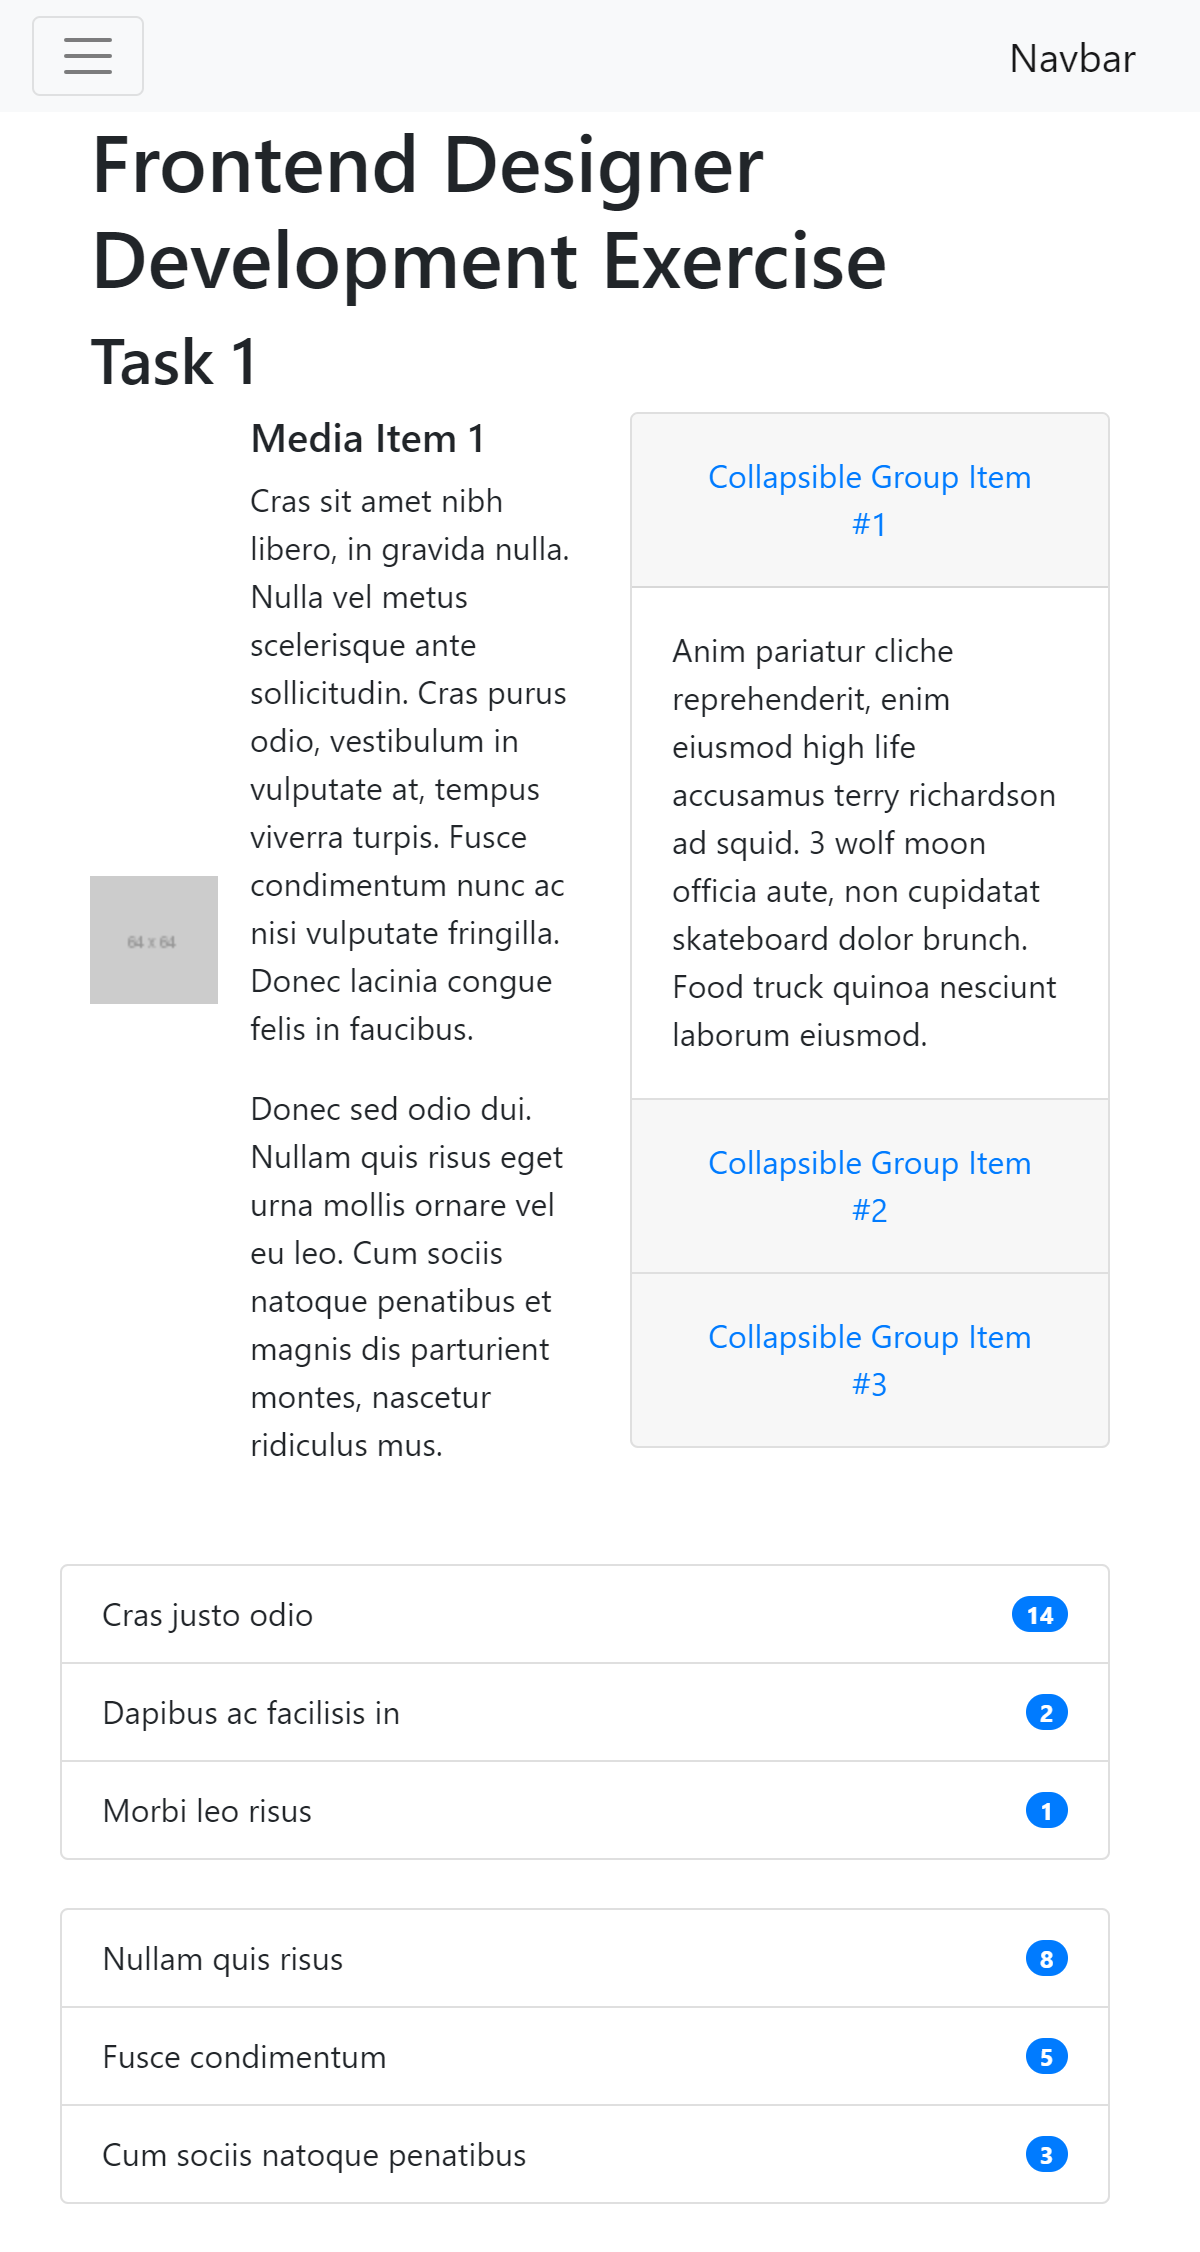 Navbar
Frontend Designer
Development Exercise
Task 1
Media Item 1
Cras sit amet nibh
libero, in gravida nulla.
Nulla vel metus
scelerisque ante
sollicitudin. Cras purus
odio, vestibulum in
vulputate at, tempus
viverra turpis. Fusce
condimentum nunc ac
nisi vulputate fringilla.
Donec lacinia congue
felis in faucibus.
64 x 64
Donec sed odio dui.
Nullam quis risus eget
urna mollis ornare vel
eu leo. Cum sociis
natoque penatibus et
magnis dis parturient
montes, nascetur
ridiculus mus.
Collapsible Group Item
#1
Anim pariatur cliche
reprehenderit, enim
eiusmod high life
accusamus terry richardson
ad squid. 3 wolf moon
officia aute, non cupidatat
skateboard dolor brunch.
Food truck quinoa nesciunt
laborum eiusmod.
Collapsible Group Item
#2
Collapsible Group Item
#3
Cras justo odio 14
Dapibus ac facilisis in 2
Morbi leo risus 1
Nullam quis risus 8
Fusce condimentum 5
Cum sociis natoque penatibus 3